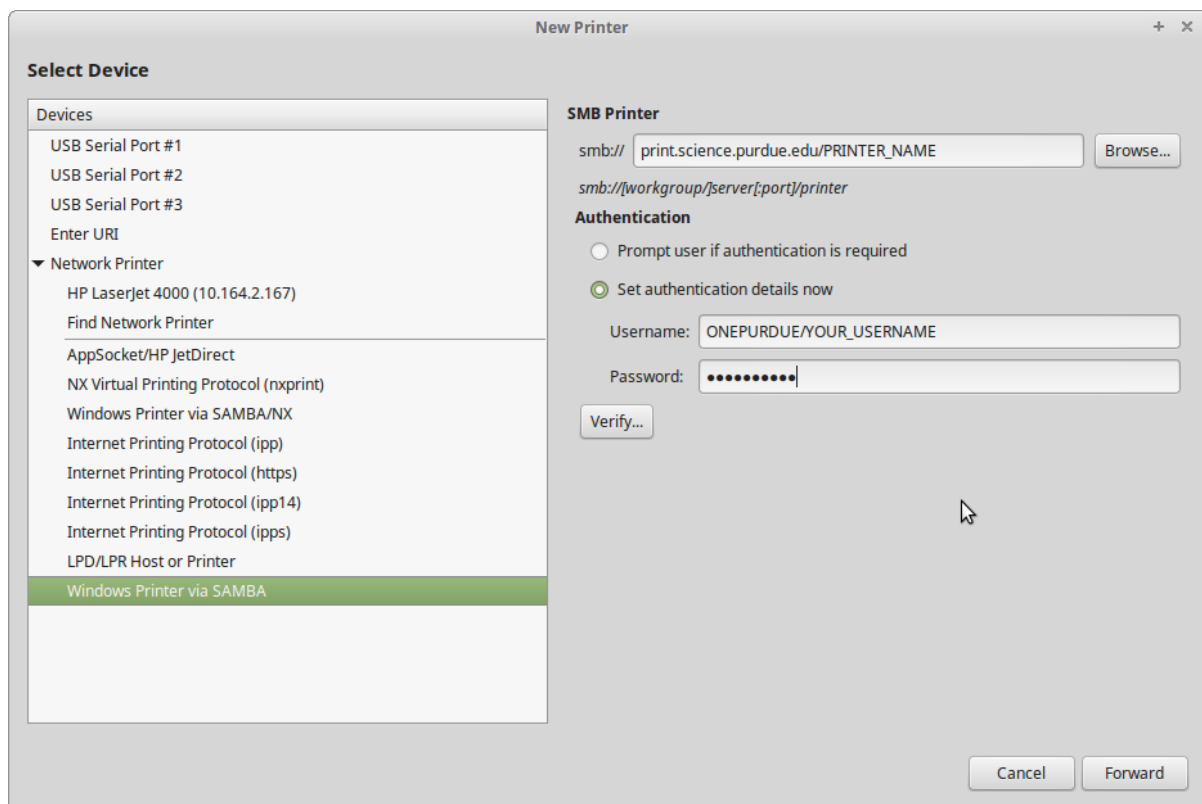 New Printer
Select Device
Devices
USB Serial Port #1
USB Serial Port #2
USB Serial Port #3
Enter URI
Network Printer
HP LaserJet 4000 (10.164.2.167)
Find Network Printer
AppSocket/HP JetDirect
NX Virtual Printing Protocol (nxprint)
Windows Printer via SAMBA/NX
Internet Printing Protocol (ipp)
Internet Printing Protocol (https)
Internet Printing Protocol (ipp14)
Internet Printing Protocol (ipps)
LPD/LPR Host or Printer
Windows Printer via SAMBA
SMB Printer
smb:// print.science.purdue.edu/PRINTER_NAME Browse...
smb://[workgroup/]server[:port]/printer
Authentication
Prompt user if authentication is required
Set authentication details now
Username: ONEPURDUE/YOUR_USERNAME
Password: ●●●●●●●●●●
Verify...
Cancel Forward